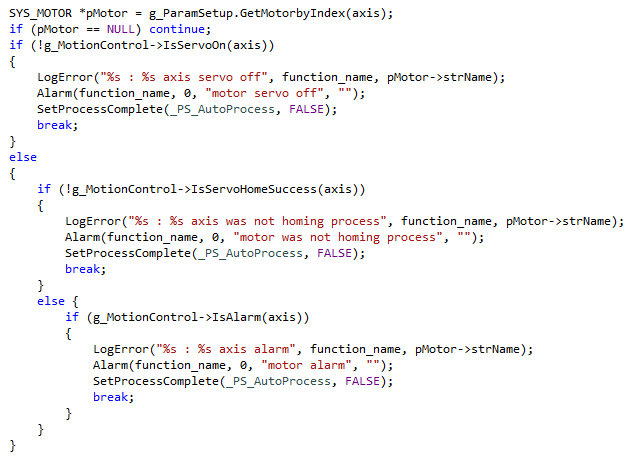 SYS_MOTOR *pMotor = g_ParamSetup.GetMotorbyIndex(axis);
if (pMotor == NULL) continue;
if (!g_MotionControl->IsServoOn(axis))
{
    LogError("%s : %s axis servo off", function_name, pMotor->strName);
    Alarm(function_name, 0, "motor servo off", "");
    SetProcessComplete(_PS_AutoProcess, FALSE);
    break;
}
else
{
    if (!g_MotionControl->IsServoHomeSuccess(axis))
    {
        LogError("%s : %s axis was not homing process", function_name, pMotor->strName);
        Alarm(function_name, 0, "motor was not homing process", "");
        SetProcessComplete(_PS_AutoProcess, FALSE);
        break;
    }
    else {
        if (g_MotionControl->IsAlarm(axis))
        {
            LogError("%s : %s axis alarm", function_name, pMotor->strName);
            Alarm(function_name, 0, "motor alarm", "");
            SetProcessComplete(_PS_AutoProcess, FALSE);
            break;
        }
    }
}